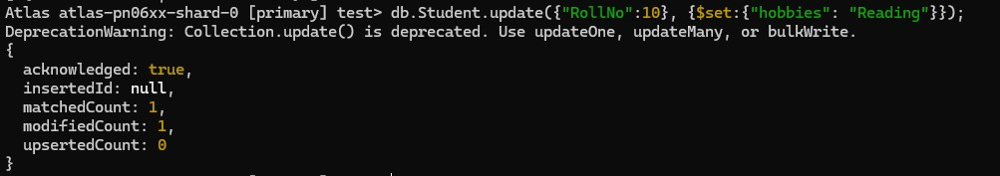 Atlas atlas-pn06xx-shard-0 [primary] test> db.Student.update({"RollNo":10}, {$set:{"hobbies": "Reading"}});
DeprecationWarning: Collection.update() is deprecated. Use updateOne, updateMany, or bulkWrite.
{
  acknowledged: true,
  insertedId: null,
  matchedCount: 1,
  modifiedCount: 1,
  upsertedCount: 0
}